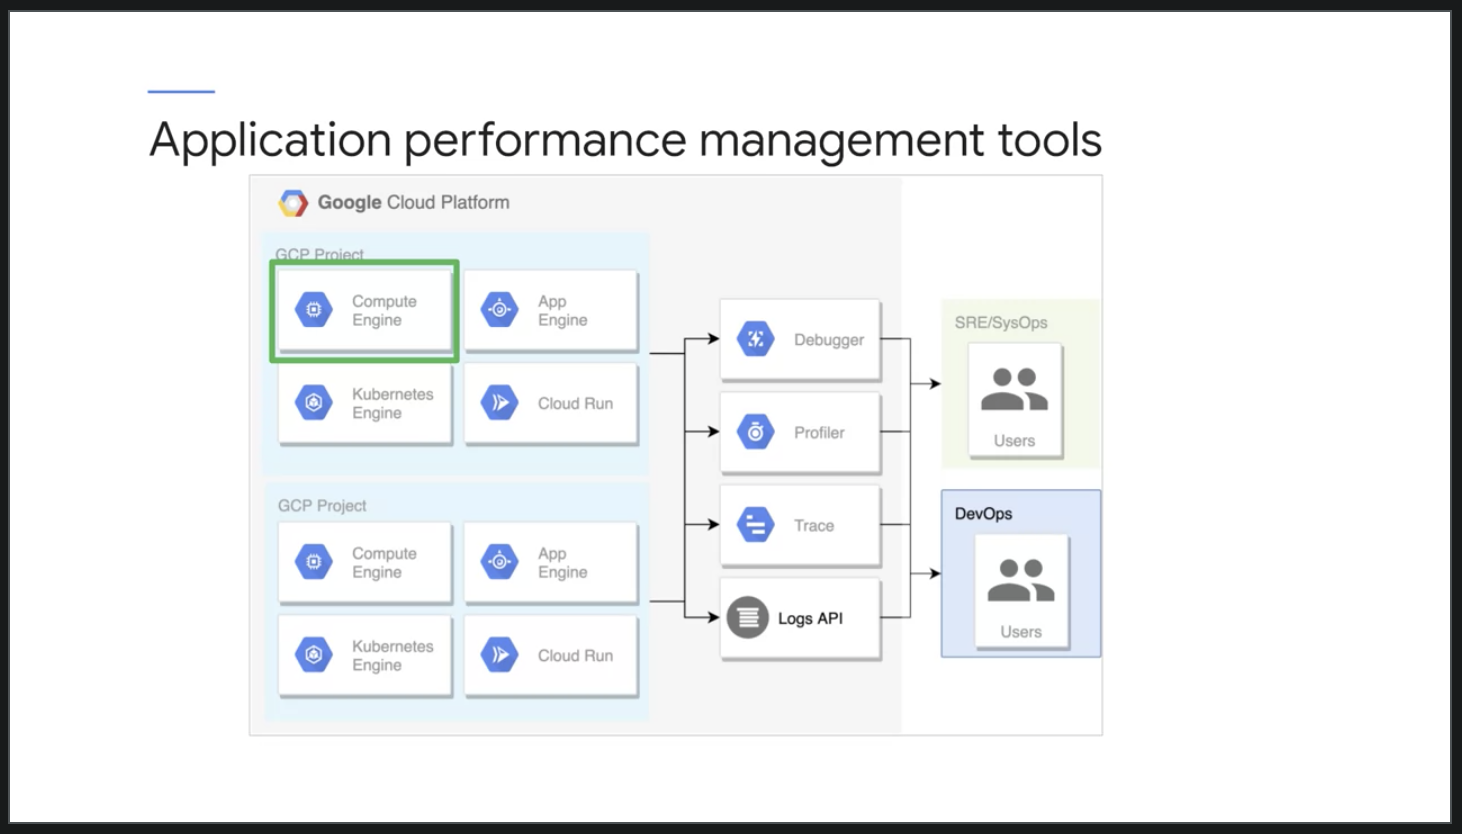 Application performance management tools
Google Cloud Platform
GCP Project
Compute
Engine
App
Engine
Kubernetes
Engine
Cloud Run
GCP Project
Compute
Engine
App
Engine
Kubernetes
Engine
Cloud Run
Debugger
Profiler
Trace
Logs API
SRE/SysOps
Users
DevOps
Users